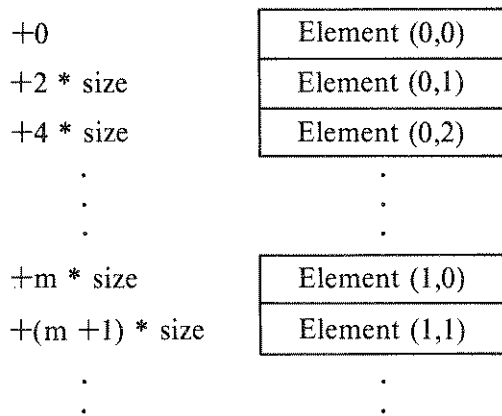 +0 Element (0,0)
+2 * size Element (0,1)
+4 * size Element (0,2)
. .
. .
. .
+m * size Element (1,0)
+(m +1) * size Element (1,1)
. .
. .